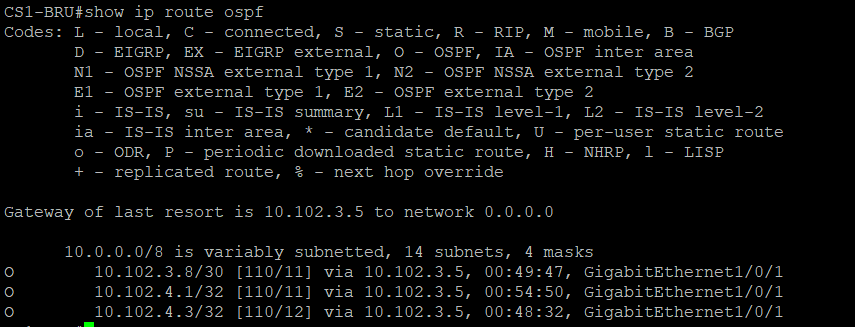 CS1-BRU#show ip route ospf
Codes: L - local, C - connected, S - static, R - RIP, M - mobile, B - BGP
D - EIGRP, EX - EIGRP external, O - OSPF, IA - OSPF inter area
N1 - OSPF NSSA external type 1, N2 - OSPF NSSA external type 2
E1 - OSPF external type 1, E2 - OSPF external type 2
i - IS-IS, su - IS-IS summary, L1 - IS-IS level-1, L2 - IS-IS level-2
ia - IS-IS inter area, * - candidate default, U - per-user static route
o - ODR, P - periodic downloaded static route, H - NHRP, l - LISP
+ - replicated route, % - next hop override
Gateway of last resort is 10.102.3.5 to network 0.0.0.0
10.0.0.0/8 is variably subnetted, 14 subnets, 4 masks
O 10.102.3.8/30 [110/11] via 10.102.3.5, 00:49:47, GigabitEthernet1/0/1
O 10.102.4.1/32 [110/11] via 10.102.3.5, 00:54:50, GigabitEthernet1/0/1
O 10.102.4.3/32 [110/12] via 10.102.3.5, 00:48:32, GigabitEthernet1/0/1